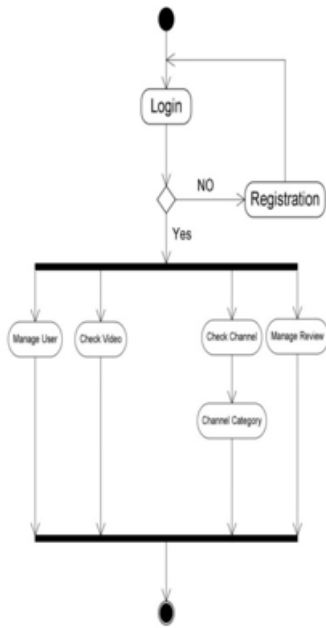 Login
NO
Registration
Yes
Manage User
Check Video
Check Channel
Manage Review
Channel Category